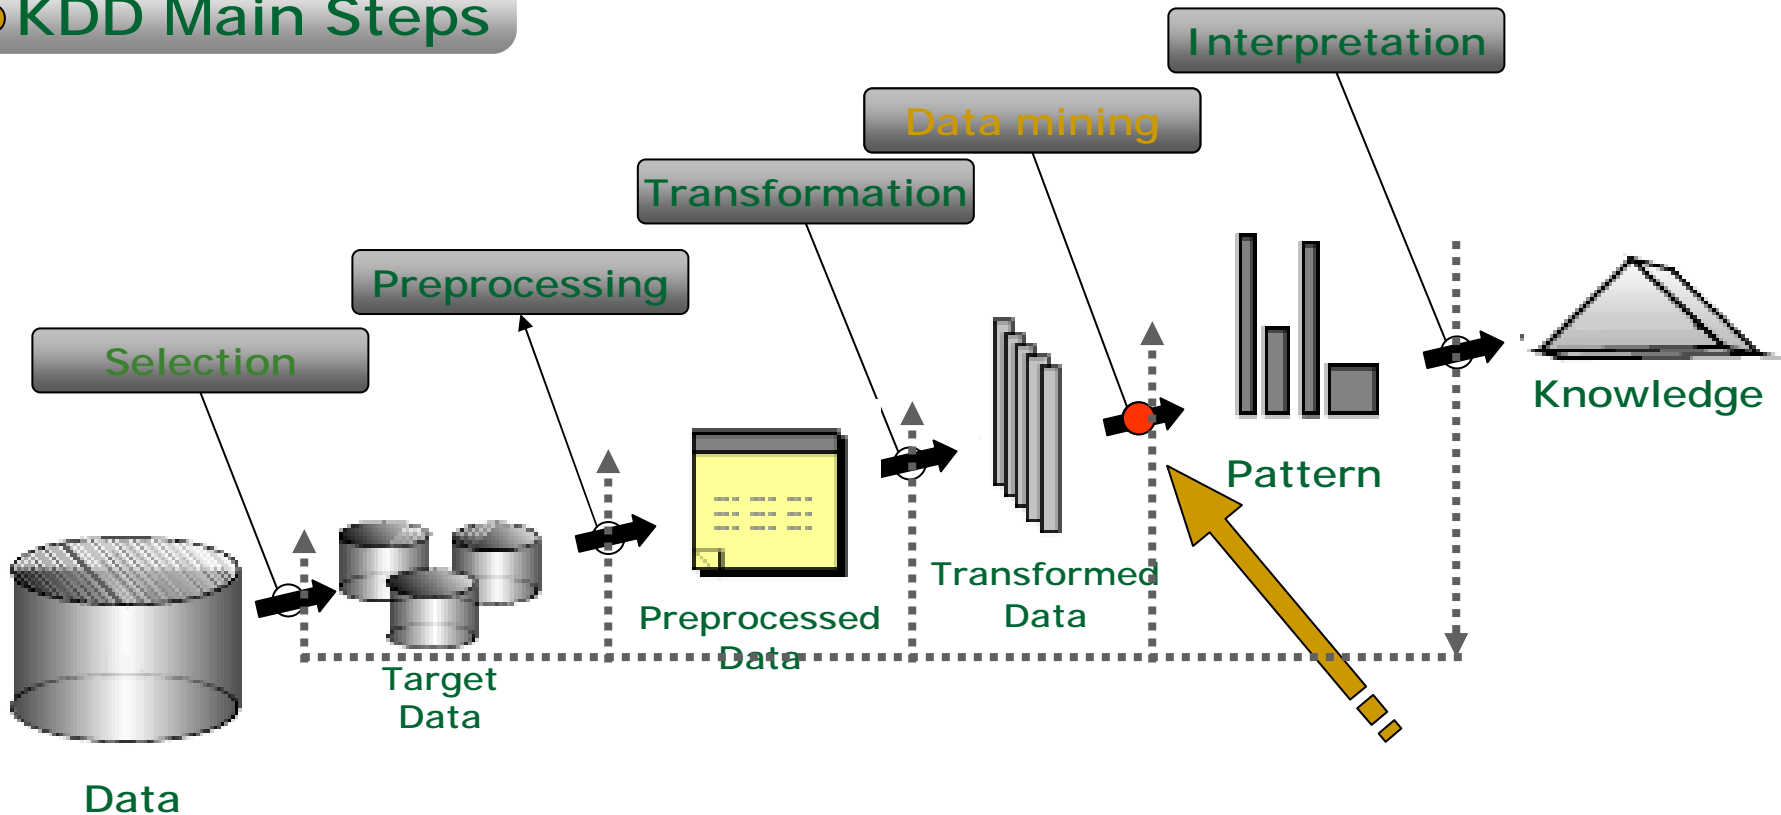 KDD Main Steps
Interpretation
Data mining
Transformation
Preprocessing
Selection
Knowledge
Pattern
Transformed
Data
Preprocessed
Data
Target
Data
Data